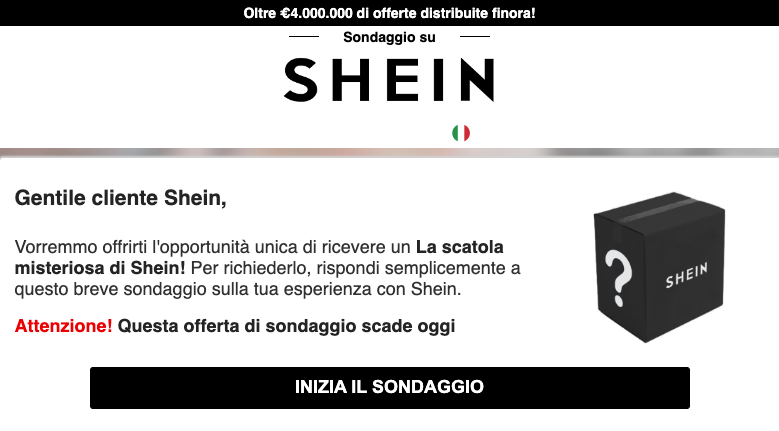 Oltre €4.000.000 di offerte distribuite finora!
Sondaggio su
SHEIN
Gentile cliente Shein,
Vorremmo offrirti l'opportunità unica di ricevere un La scatola
misteriosa di Shein! Per richiederlo, rispondi semplicemente a
questo breve sondaggio sulla tua esperienza con Shein.
Attenzione! Questa offerta di sondaggio scade oggi
?
SHEIN
INIZIA IL SONDAGGIO